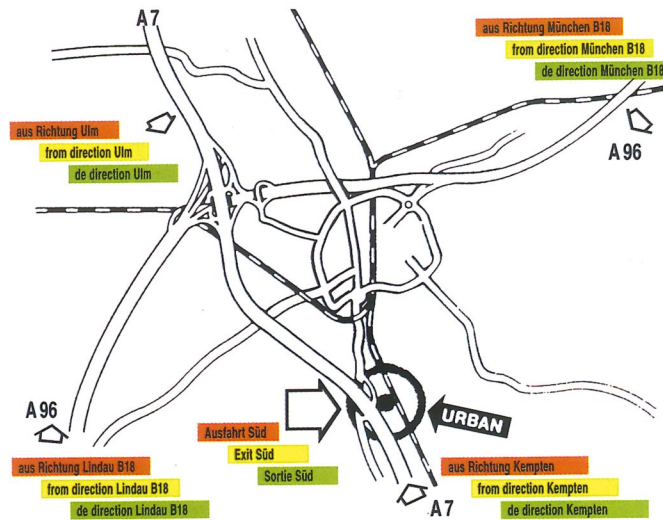 A7
aus Richtung München B18
from direction München B18
de direction München B18
aus Richtung Ulm
from direction Ulm
de direction Ulm
A 96
A 96
aus Richtung Lindau B18
from direction Lindau B18
de direction Lindau B18
Ausfahrt Süd
Exit Süd
Sortie Süd
URBAN
aus Richtung Kempten
from direction Kempten
de direction Kempten
A7